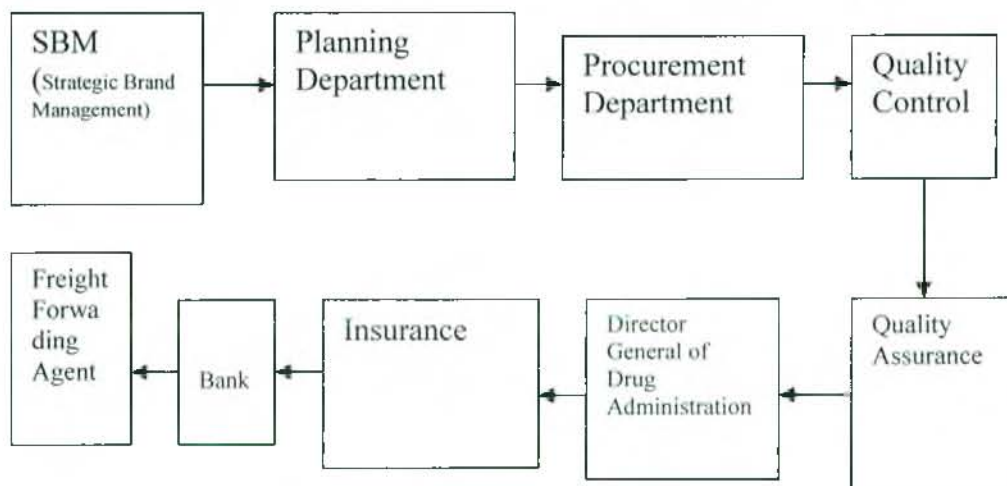 SBM
(Strategic Brand
Management)
Planning
Department
Procurement
Department
Quality
Control
Quality
Assurance
Director
General of
Drug
Administration
Insurance
Bank
Freight
Forwa
ding
Agent